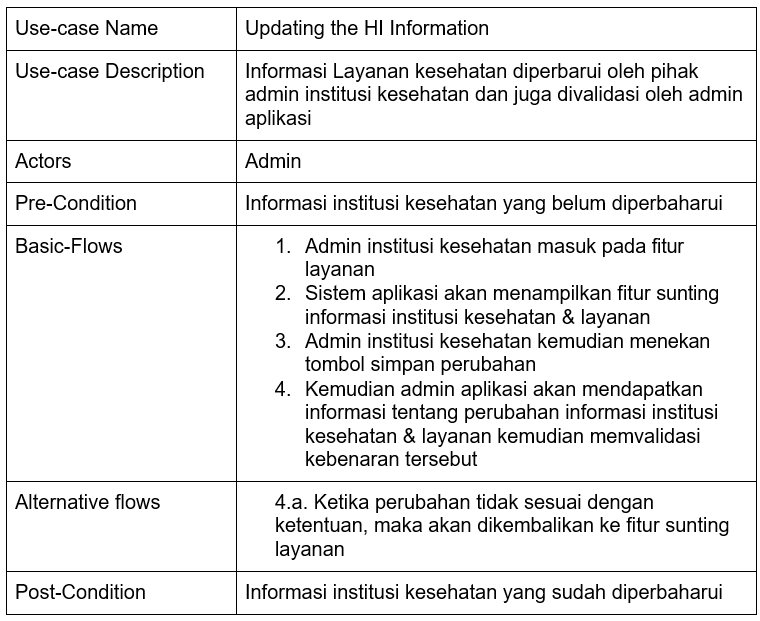 Use-case Name
Updating the HI Information
Use-case Description
Informasi Layanan kesehatan diperbarui oleh pihak
admin institusi kesehatan dan juga divalidasi oleh admin
aplikasi
Actors
Admin
Pre-Condition
Informasi institusi kesehatan yang belum diperbaharui
Basic-Flows
1. Admin institusi kesehatan masuk pada fitur
layanan
2. Sistem aplikasi akan menampilkan fitur sunting
informasi institusi kesehatan & layanan
3. Admin institusi kesehatan kemudian menekan
tombol simpan perubahan
4. Kemudian admin aplikasi akan mendapatkan
informasi tentang perubahan informasi institusi
kesehatan & layanan kemudian memvalidasi
kebenaran tersebut
Alternative flows
4.a. Ketika perubahan tidak sesuai dengan
ketentuan, maka akan dikembalikan ke fitur sunting
layanan
Post-Condition
Informasi institusi kesehatan yang sudah diperbaharui